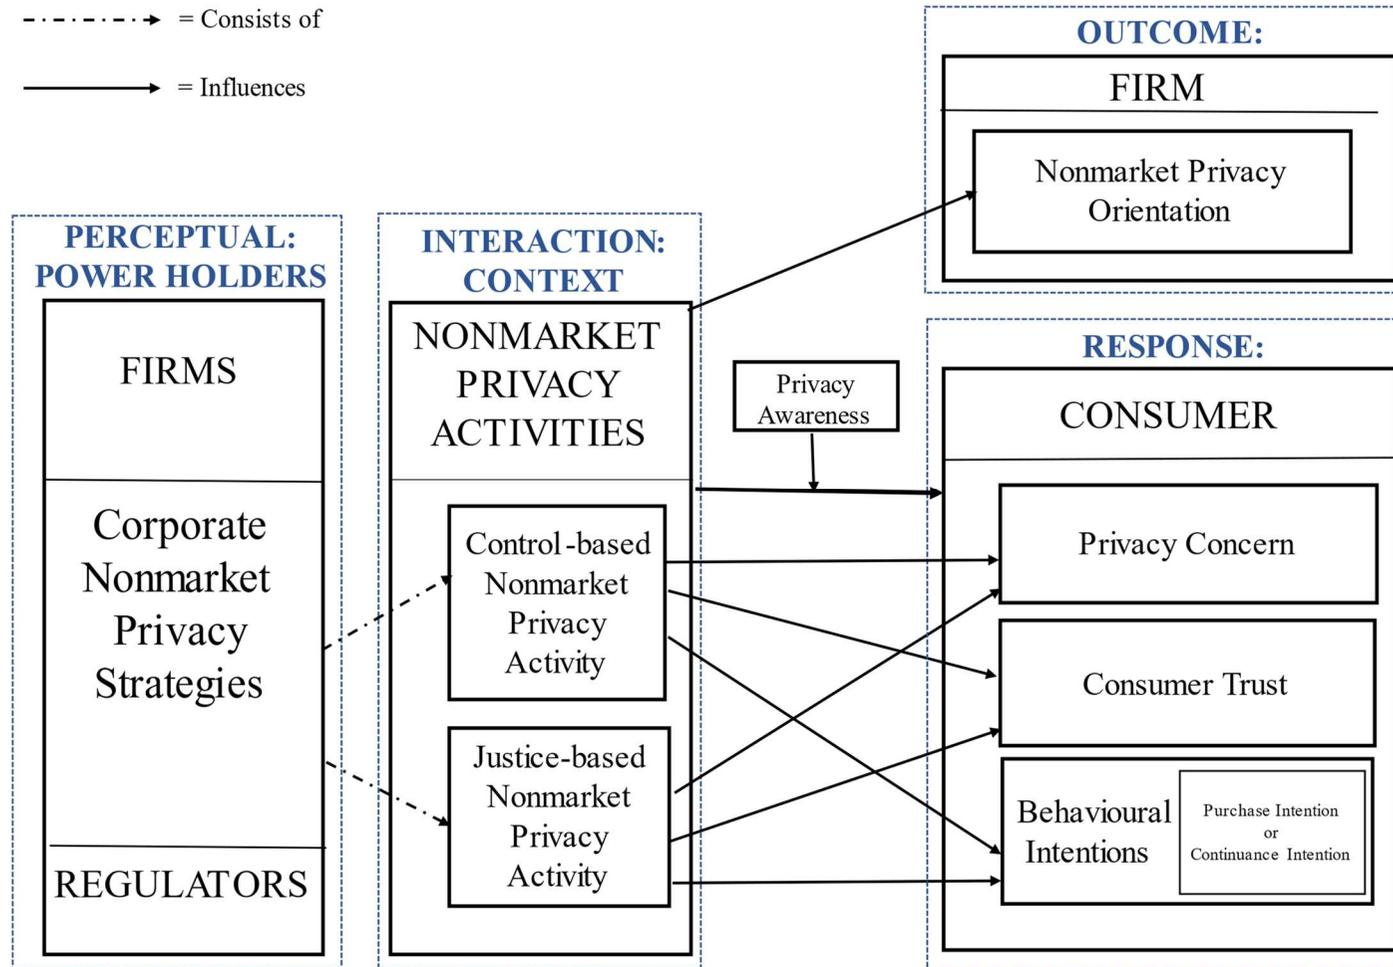 = Consists of
= Influences
PERCEPTUAL:
POWER HOLDERS
FIRMS
Corporate
Nonmarket
Privacy
Strategies
REGULATORS
INTERACTION:
CONTEXT
NONMARKET
PRIVACY
ACTIVITIES
Control-based
Nonmarket
Privacy
Activity
Justice-based
Nonmarket
Privacy
Activity
Privacy
Awareness
OUTCOME:
FIRM
Nonmarket Privacy
Orientation
RESPONSE:
CONSUMER
Privacy Concern
Consumer Trust
Behavioural
Intentions
Purchase Intention
or
Continuance Intention